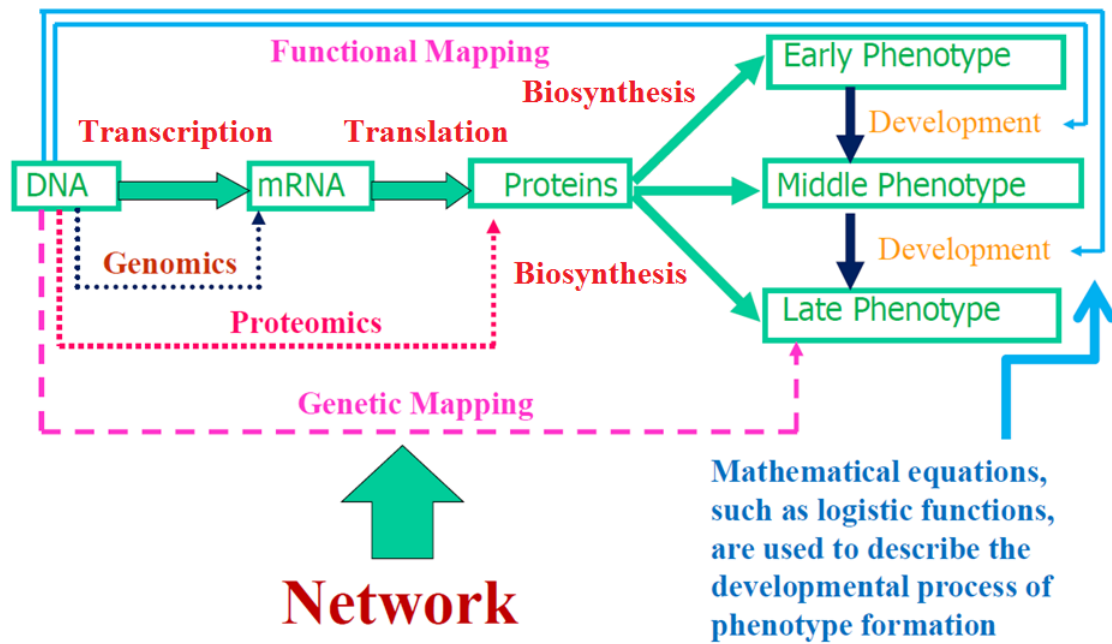 Functional Mapping
Early Phenotype
Biosynthesis
Transcription
Translation
Development
DNA
mRNA
Proteins
Middle Phenotype
Genomics
Biosynthesis
Development
Proteomics
Late Phenotype
Genetic Mapping
Network
Mathematical equations,
such as logistic functions,
are used to describe the
developmental process of
phenotype formation